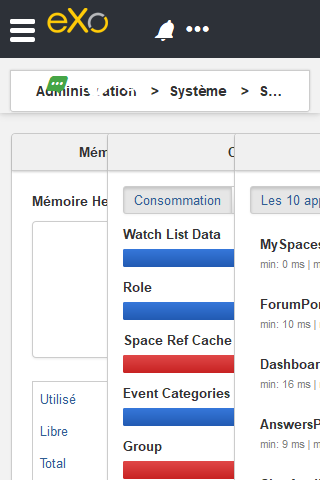 eXo
Administration > Système > S...
Mém
Mémoire He
Utilisé
Libre
Total
C
Consommation
Watch List Data
Role
Space Ref Cache
Event Categories
Group
Les 10 app
MySpaces
min: 0 ms | m
ForumPor
min: 10 ms | m
Dashboar
min: 16 ms | m
AnswersP
min: 9 ms | m